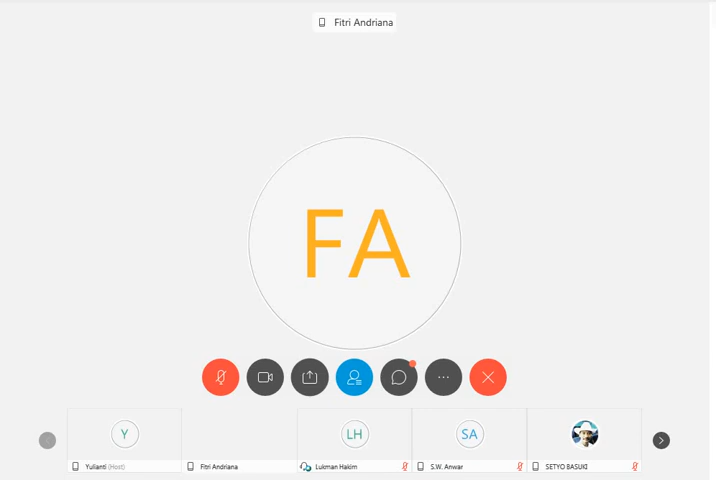 Fitri Andriana
FA
Y
LH
SA
Yulianti (Host)
Fitri Andriana
Lukman Hakim
S.W. Anwar
SETYO BASUKI